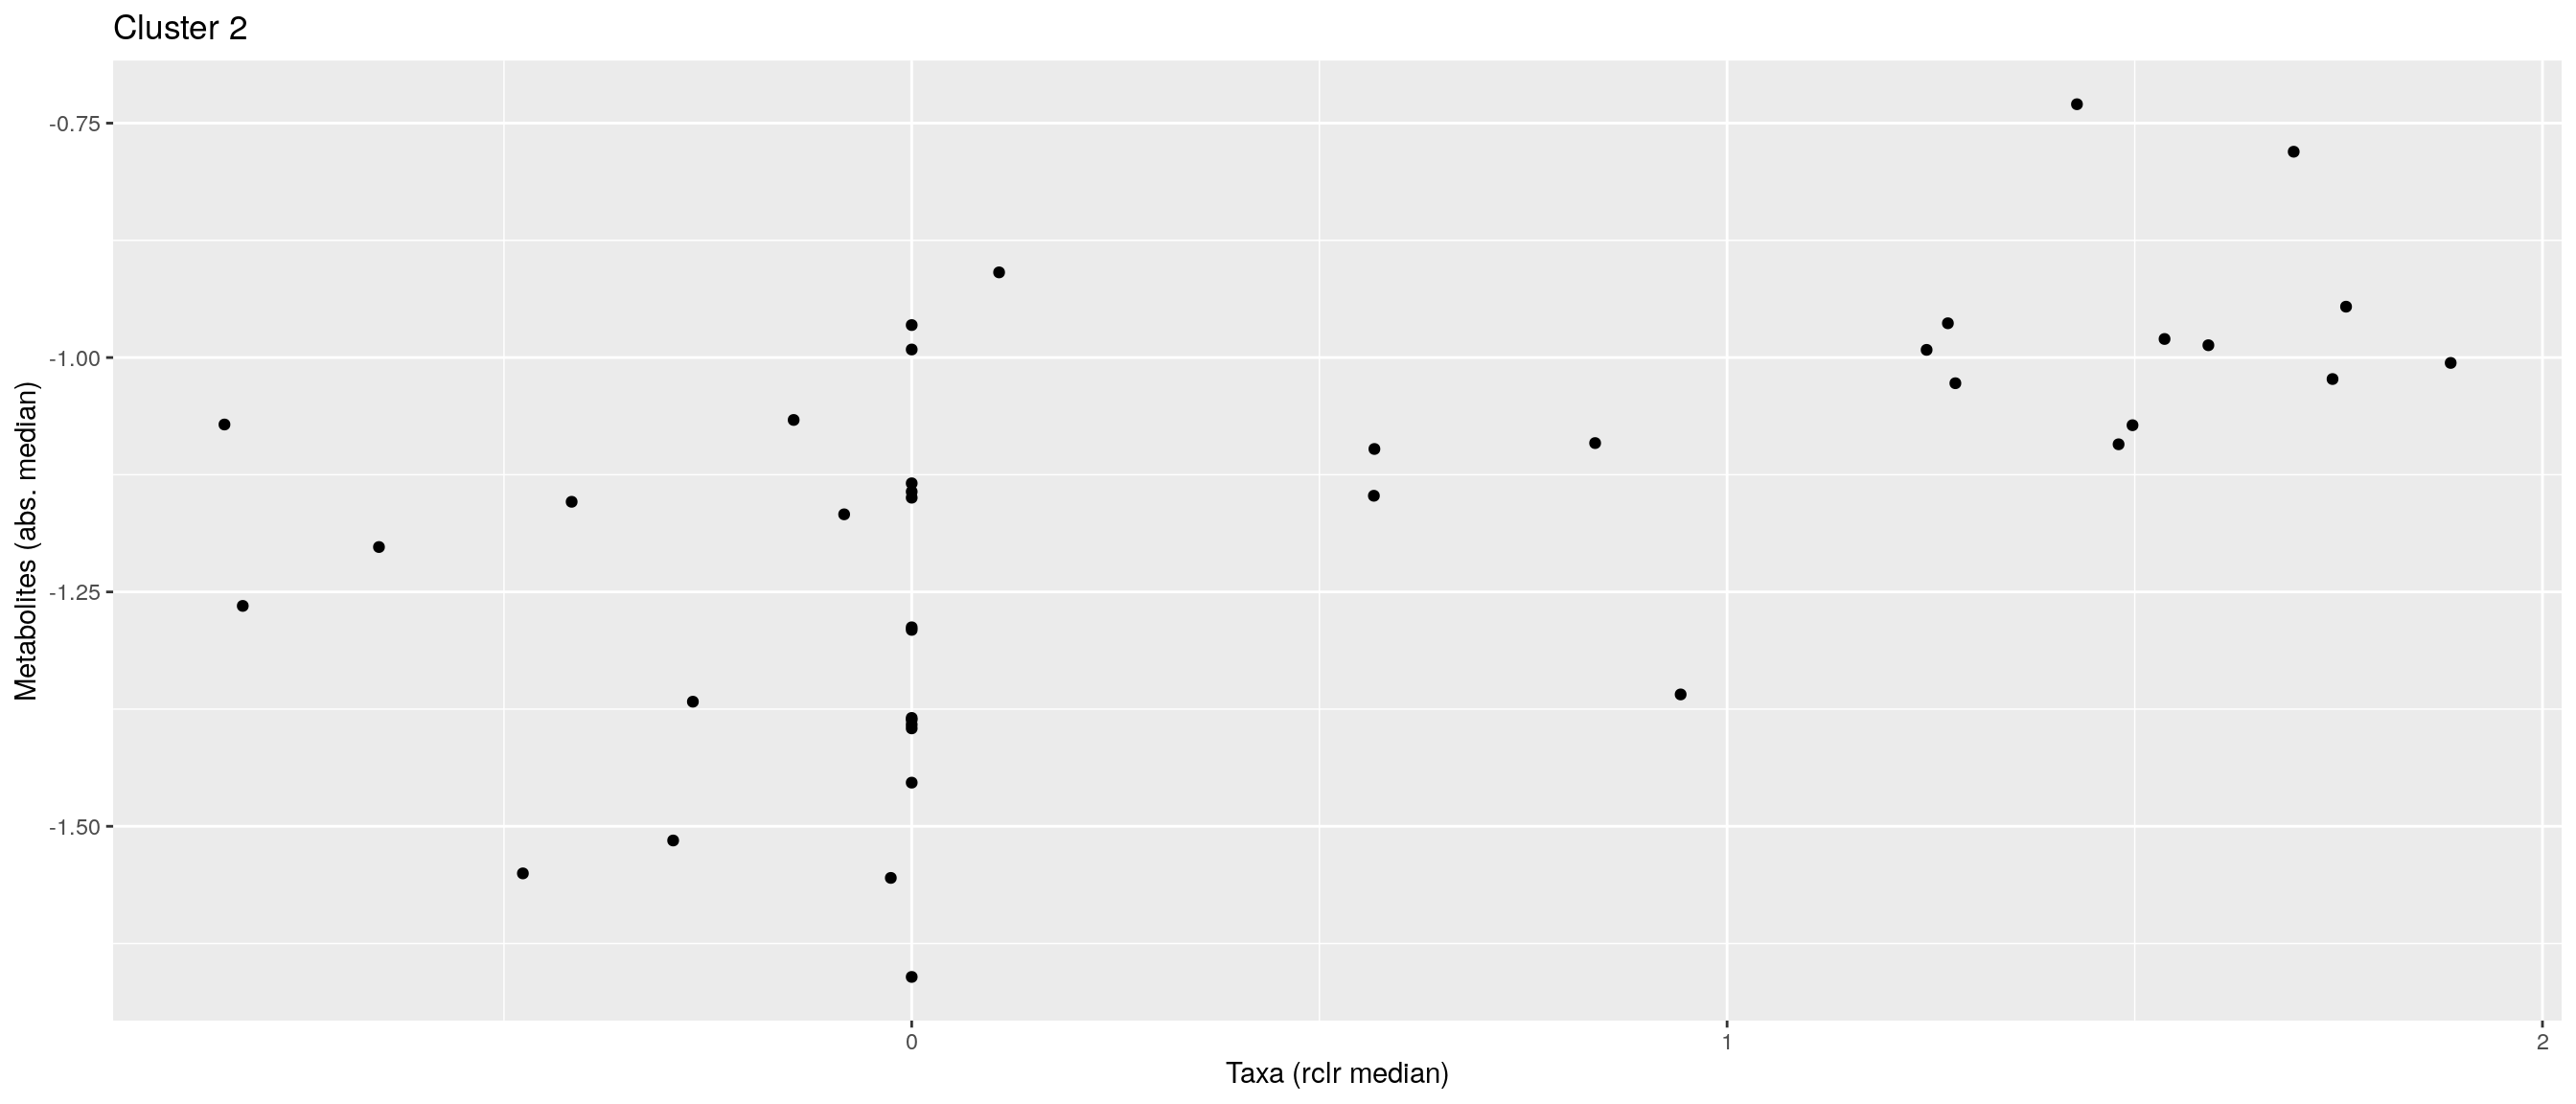 Cluster 2
Metabolites (abs. median)
-0.75
-1.00
-1.25
-1.50
0 1 2
Taxa (rclr median)